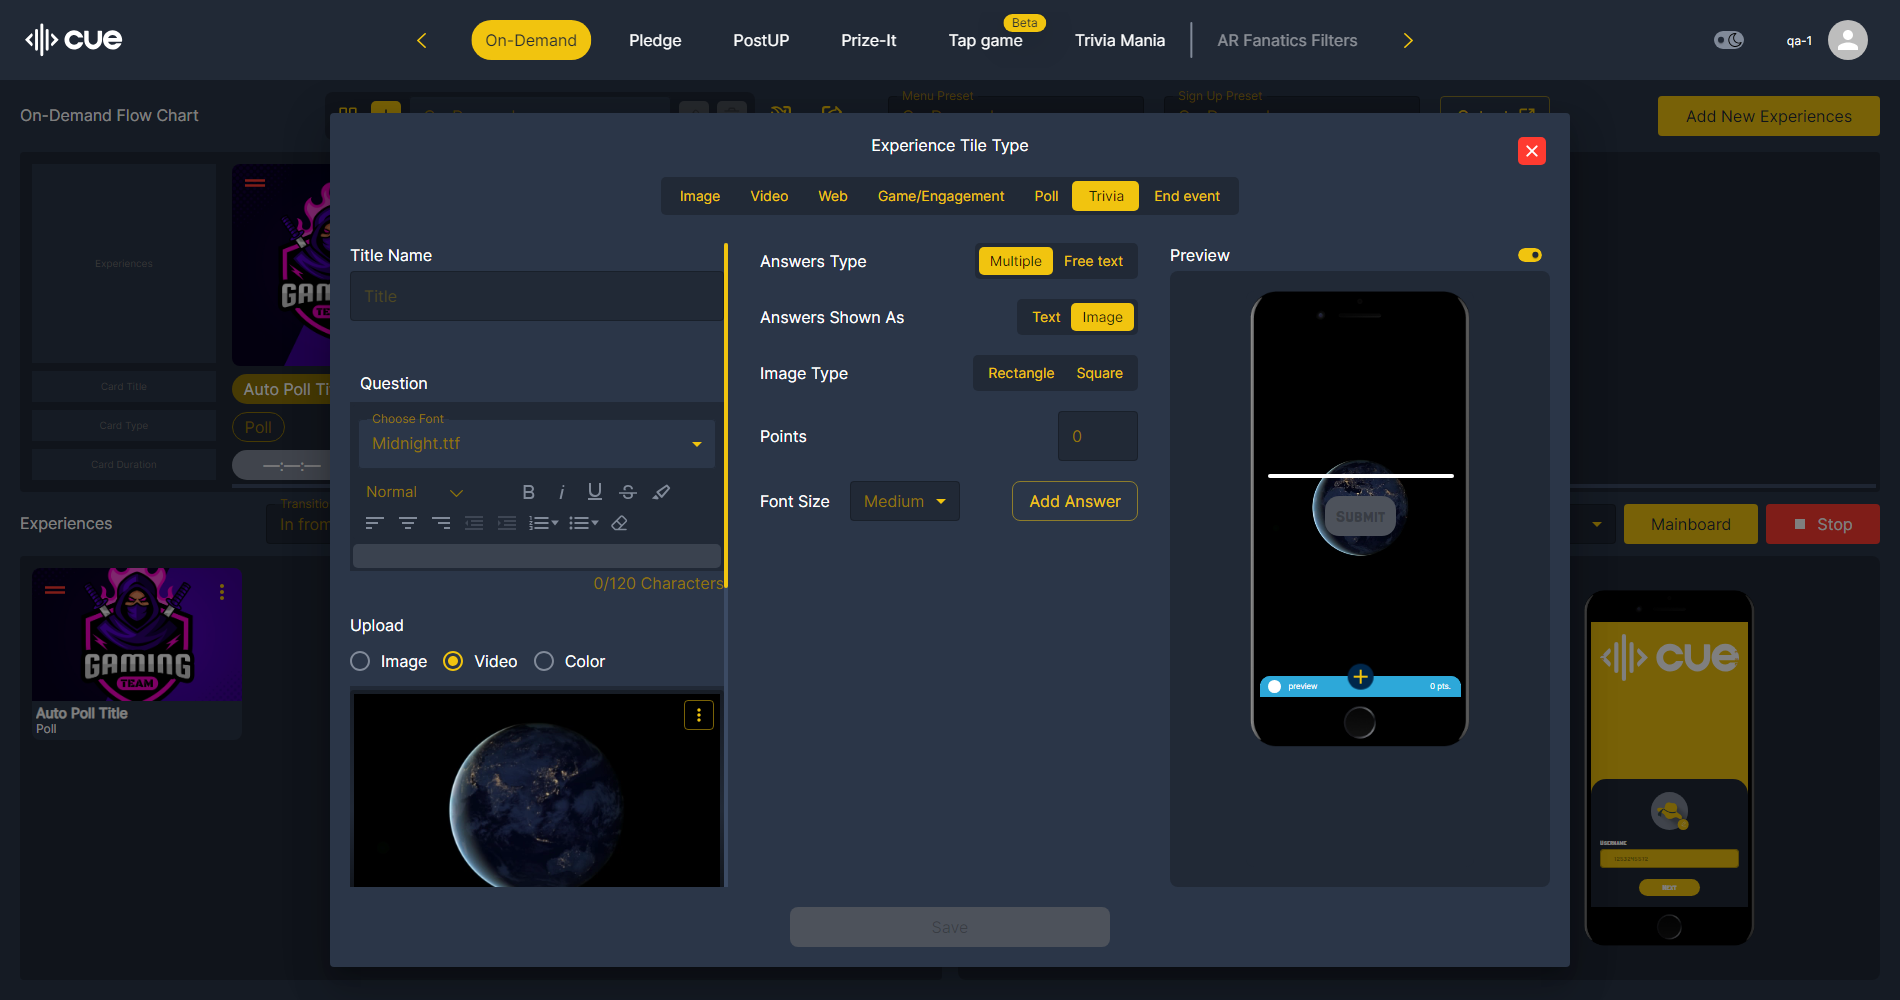 cue
On-Demand
Pledge
PostUP
Prize-It
Beta
Tap game
Trivia Mania
AR Fanatics Filters
qa-1
On-Demand Flow Chart
Menu Preset
Sign Up Preset
Add New Experiences
Experience Tile Type
Image
Video
Web
Game/Engagement
Poll
Trivia
End event
Experiences
Card Title
Card Type
Card Duration
Auto Poll Ti
Poll
Title Name
Title
Question
Choose Font
Midnight.ttf
Normal
B
i
U
S
0/120 Characters
Upload
Image
Video
Color
Answers Type
Multiple
Free text
Answers Shown As
Text
Image
Image Type
Rectangle
Square
Points
0
Font Size
Medium
Add Answer
Preview
SUBMIT
preview
0 pts.
Save
Experiences
Transitio
In from
Mainboard
Stop
GAMING
TEAM
Auto Poll Title
Poll
cue
USERNAME
NEXT